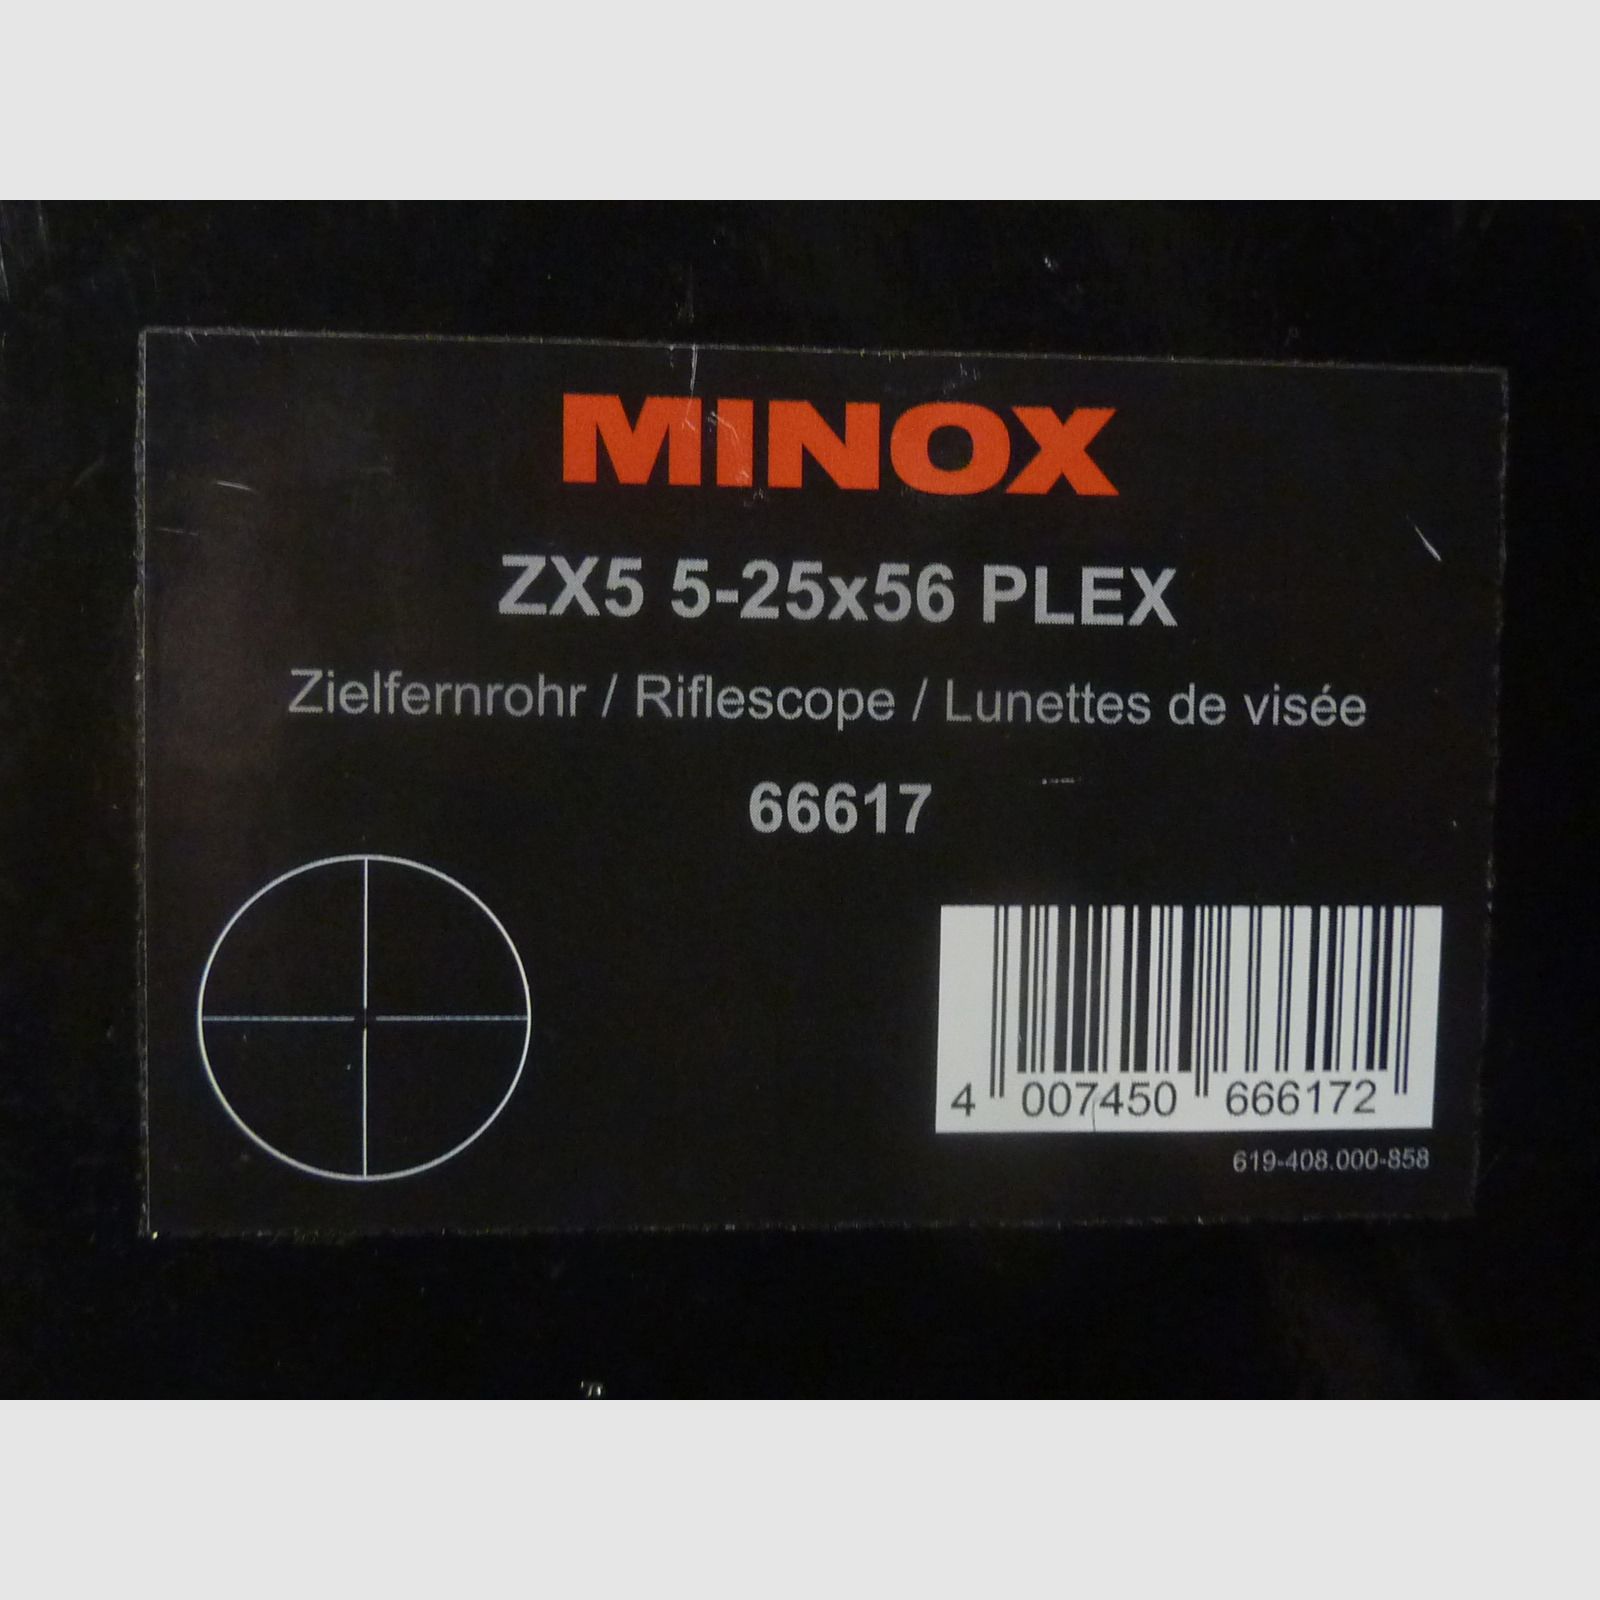 MINOX
ZX5 5-25x56 PLEX
Zielfernrohr / Riflescope / Lunettes de visée
66617
4 007450 666172
619-408.000-858